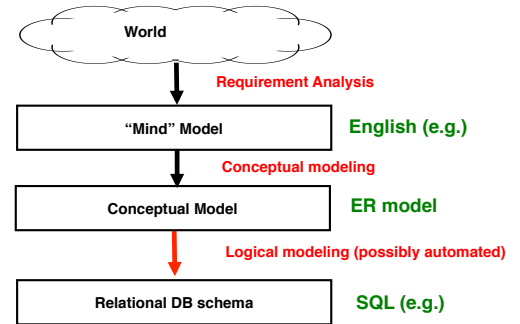 World
Requirement Analysis
“Mind” Model
English (e.g.)
Conceptual modeling
Conceptual Model
ER model
Logical modeling (possibly automated)
Relational DB schema
SQL (e.g.)